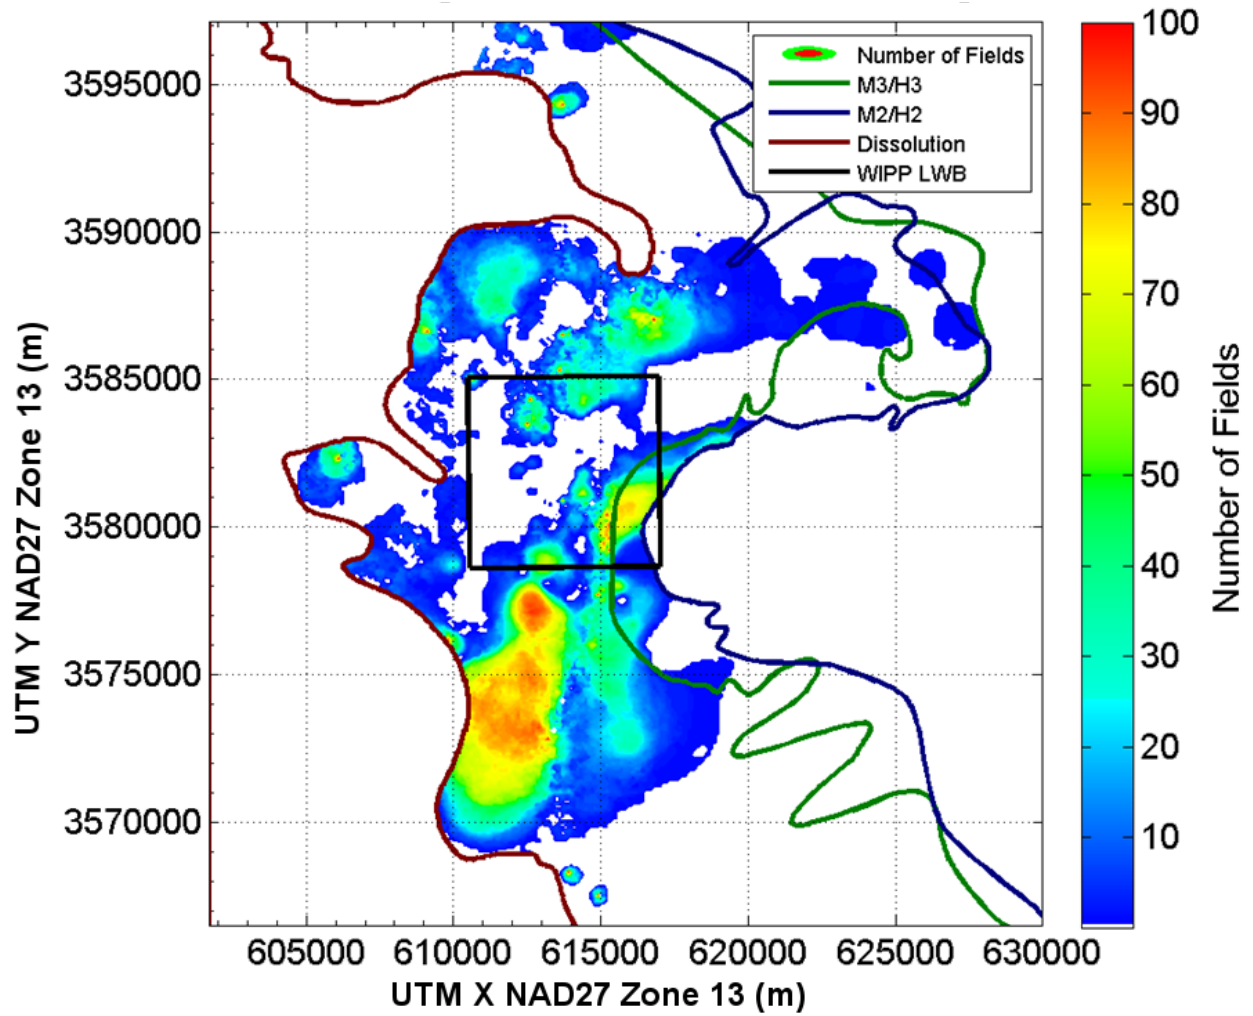 Number of Fields
M3/H3
M2/H2
Dissolution
WIPP LWB
3595000
3590000
3585000
3580000
3575000
3570000
UTM Y NAD27 Zone 13 (m)
605000 610000 615000 620000 625000 630000
UTM X NAD27 Zone 13 (m)
100
90
80
70
60
50
40
30
20
10
Number of Fields